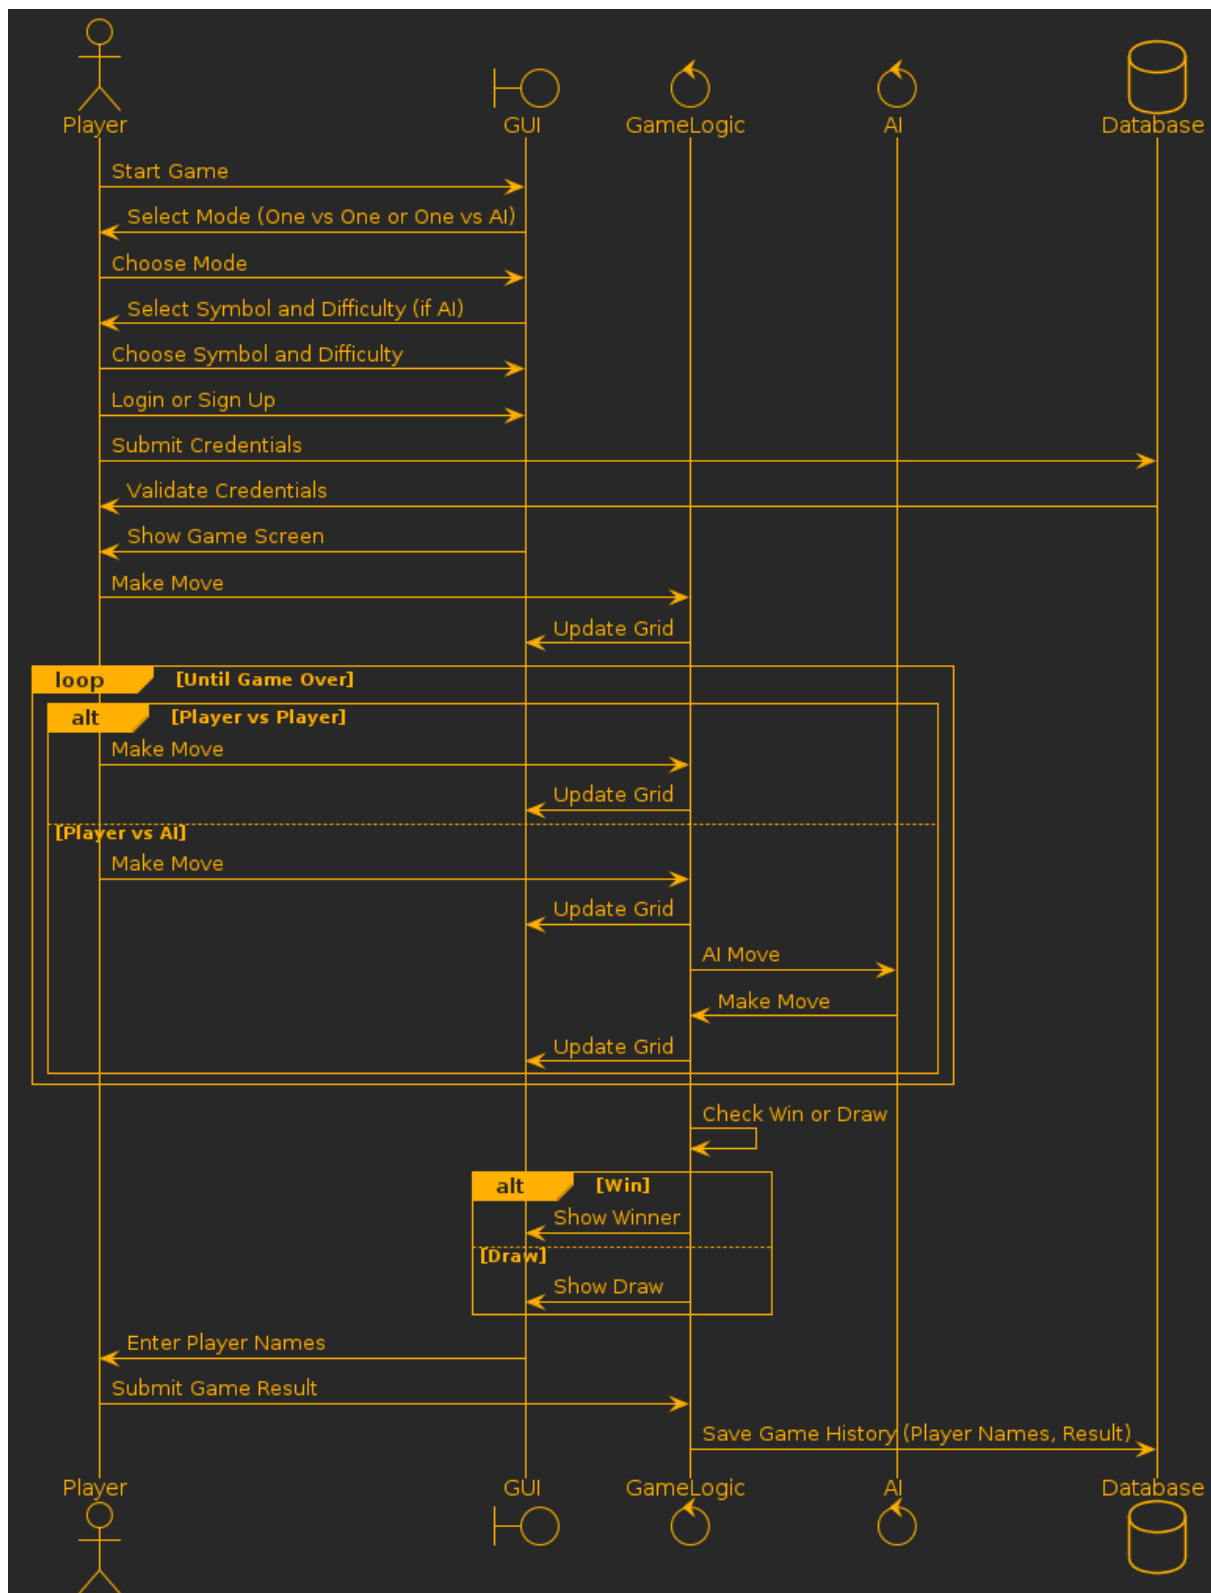 Player
GUI
GameLogic
AI
Database
Start Game
Select Mode (One vs One or One vs AI)
Choose Mode
Select Symbol and Difficulty (if AI)
Choose Symbol and Difficulty
Login or Sign Up
Submit Credentials
Validate Credentials
Show Game Screen
Make Move
Update Grid
loop [Until Game Over]
alt [Player vs Player]
Make Move
Update Grid
[Player vs AI]
Make Move
Update Grid
AI Move
Make Move
Update Grid
Check Win or Draw
alt [Win]
Show Winner
[Draw]
Show Draw
Enter Player Names
Submit Game Result
Save Game History (Player Names, Result)
Player
GUI
GameLogic
AI
Database